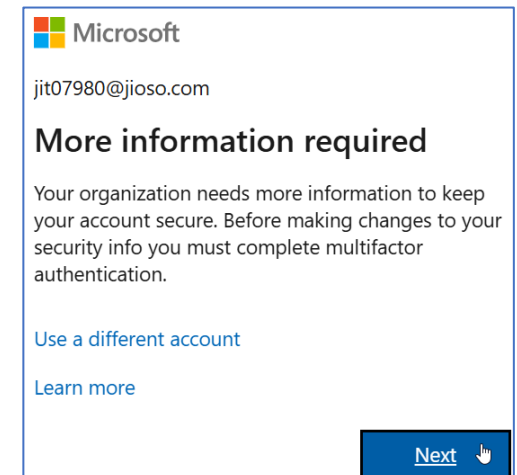 Microsoft
jit07980@jioso.com
More information required
Your organization needs more information to keep
your account secure. Before making changes to your
security info you must complete multifactor
authentication.
Use a different account
Learn more
Next